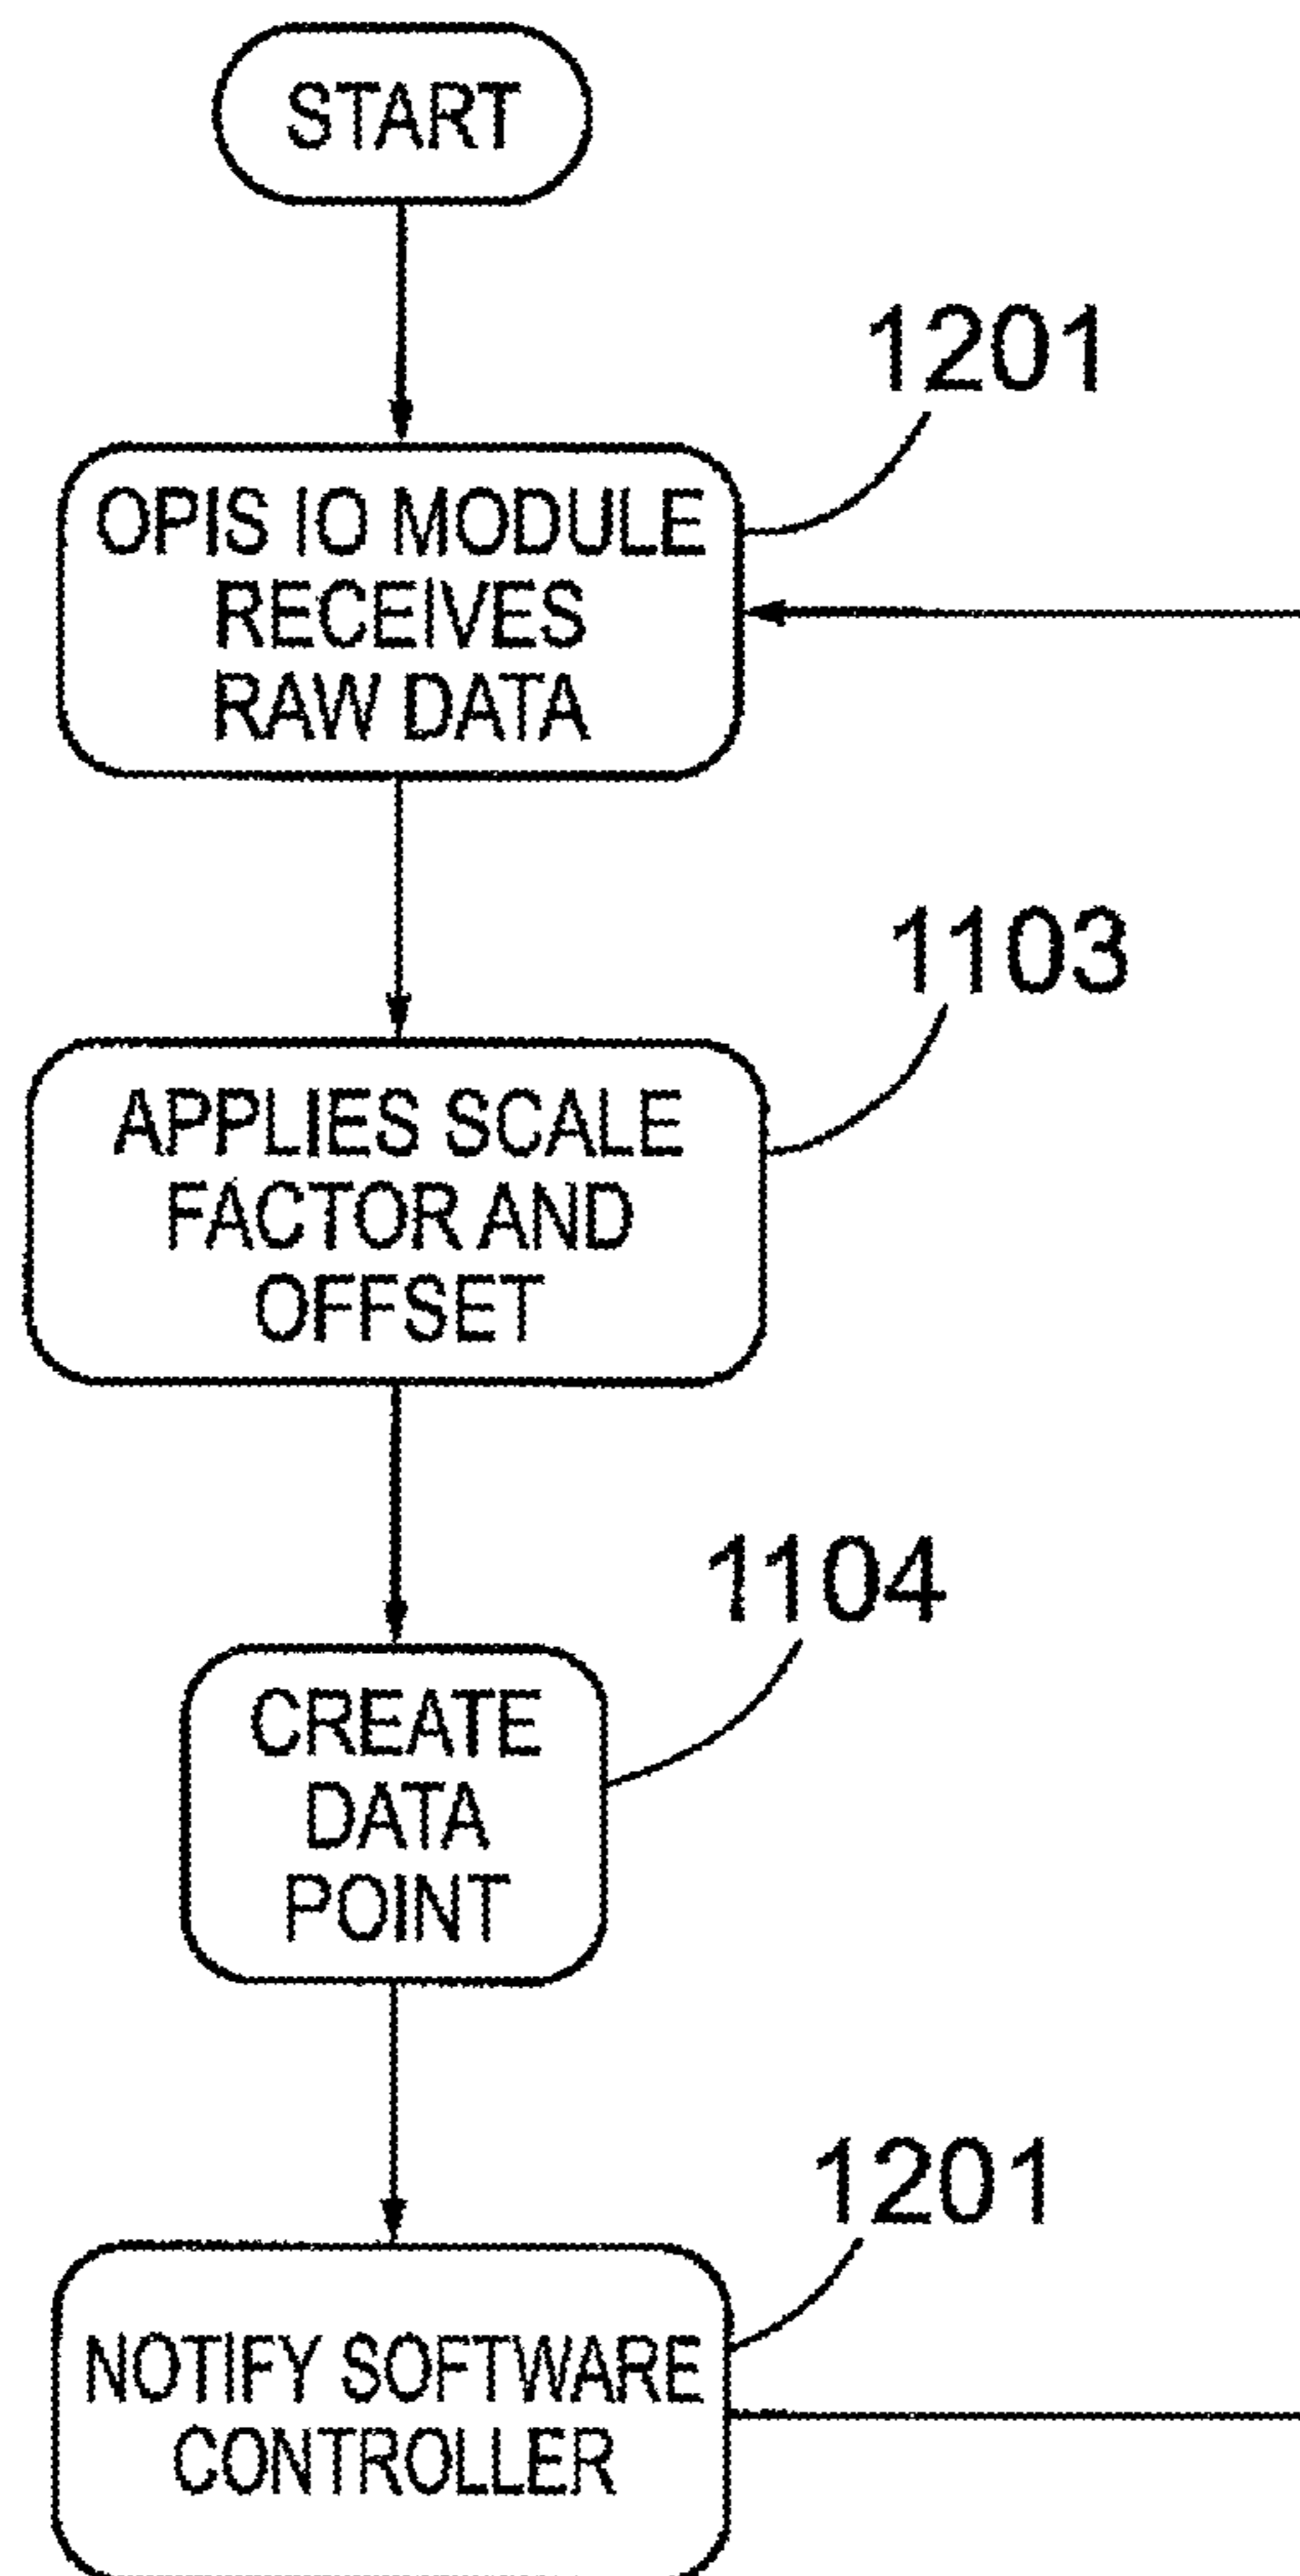 START
1201
OPIS IO MODULE
RECEIVES
RAW DATA
1103
APPLIES SCALE
FACTOR AND
OFFSET
1104
CREATE
DATA
POINT
1201
NOTIFY SOFTWARE
CONTROLLER